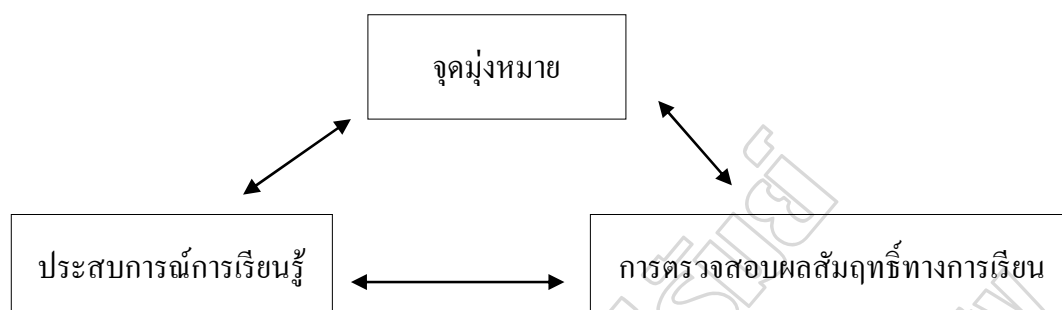 จุดมุ่งหมาย
ประสบการณ์การเรียนรู้
การตรวจสอบผลสัมฤทธิ์ทางการเรียน